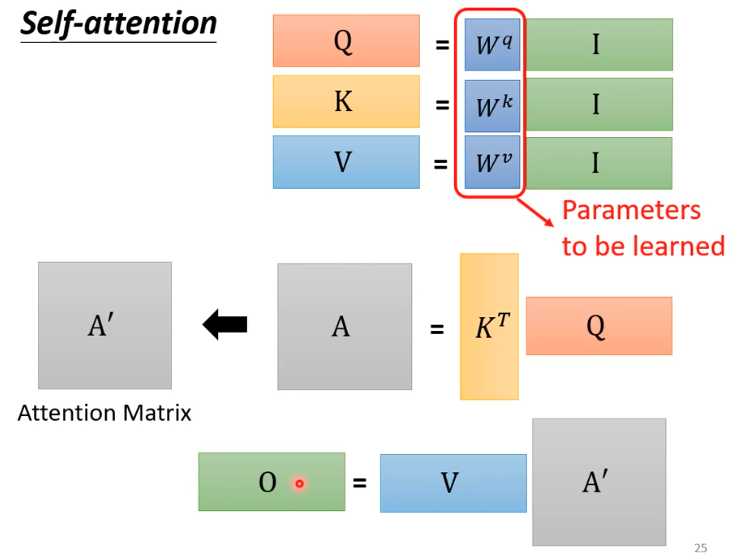 Self-attention
Q = W^q I
K = W^k I
V = W^v I
Parameters
to be learned
A′ A = K^T Q
Attention Matrix
O = V A′
25